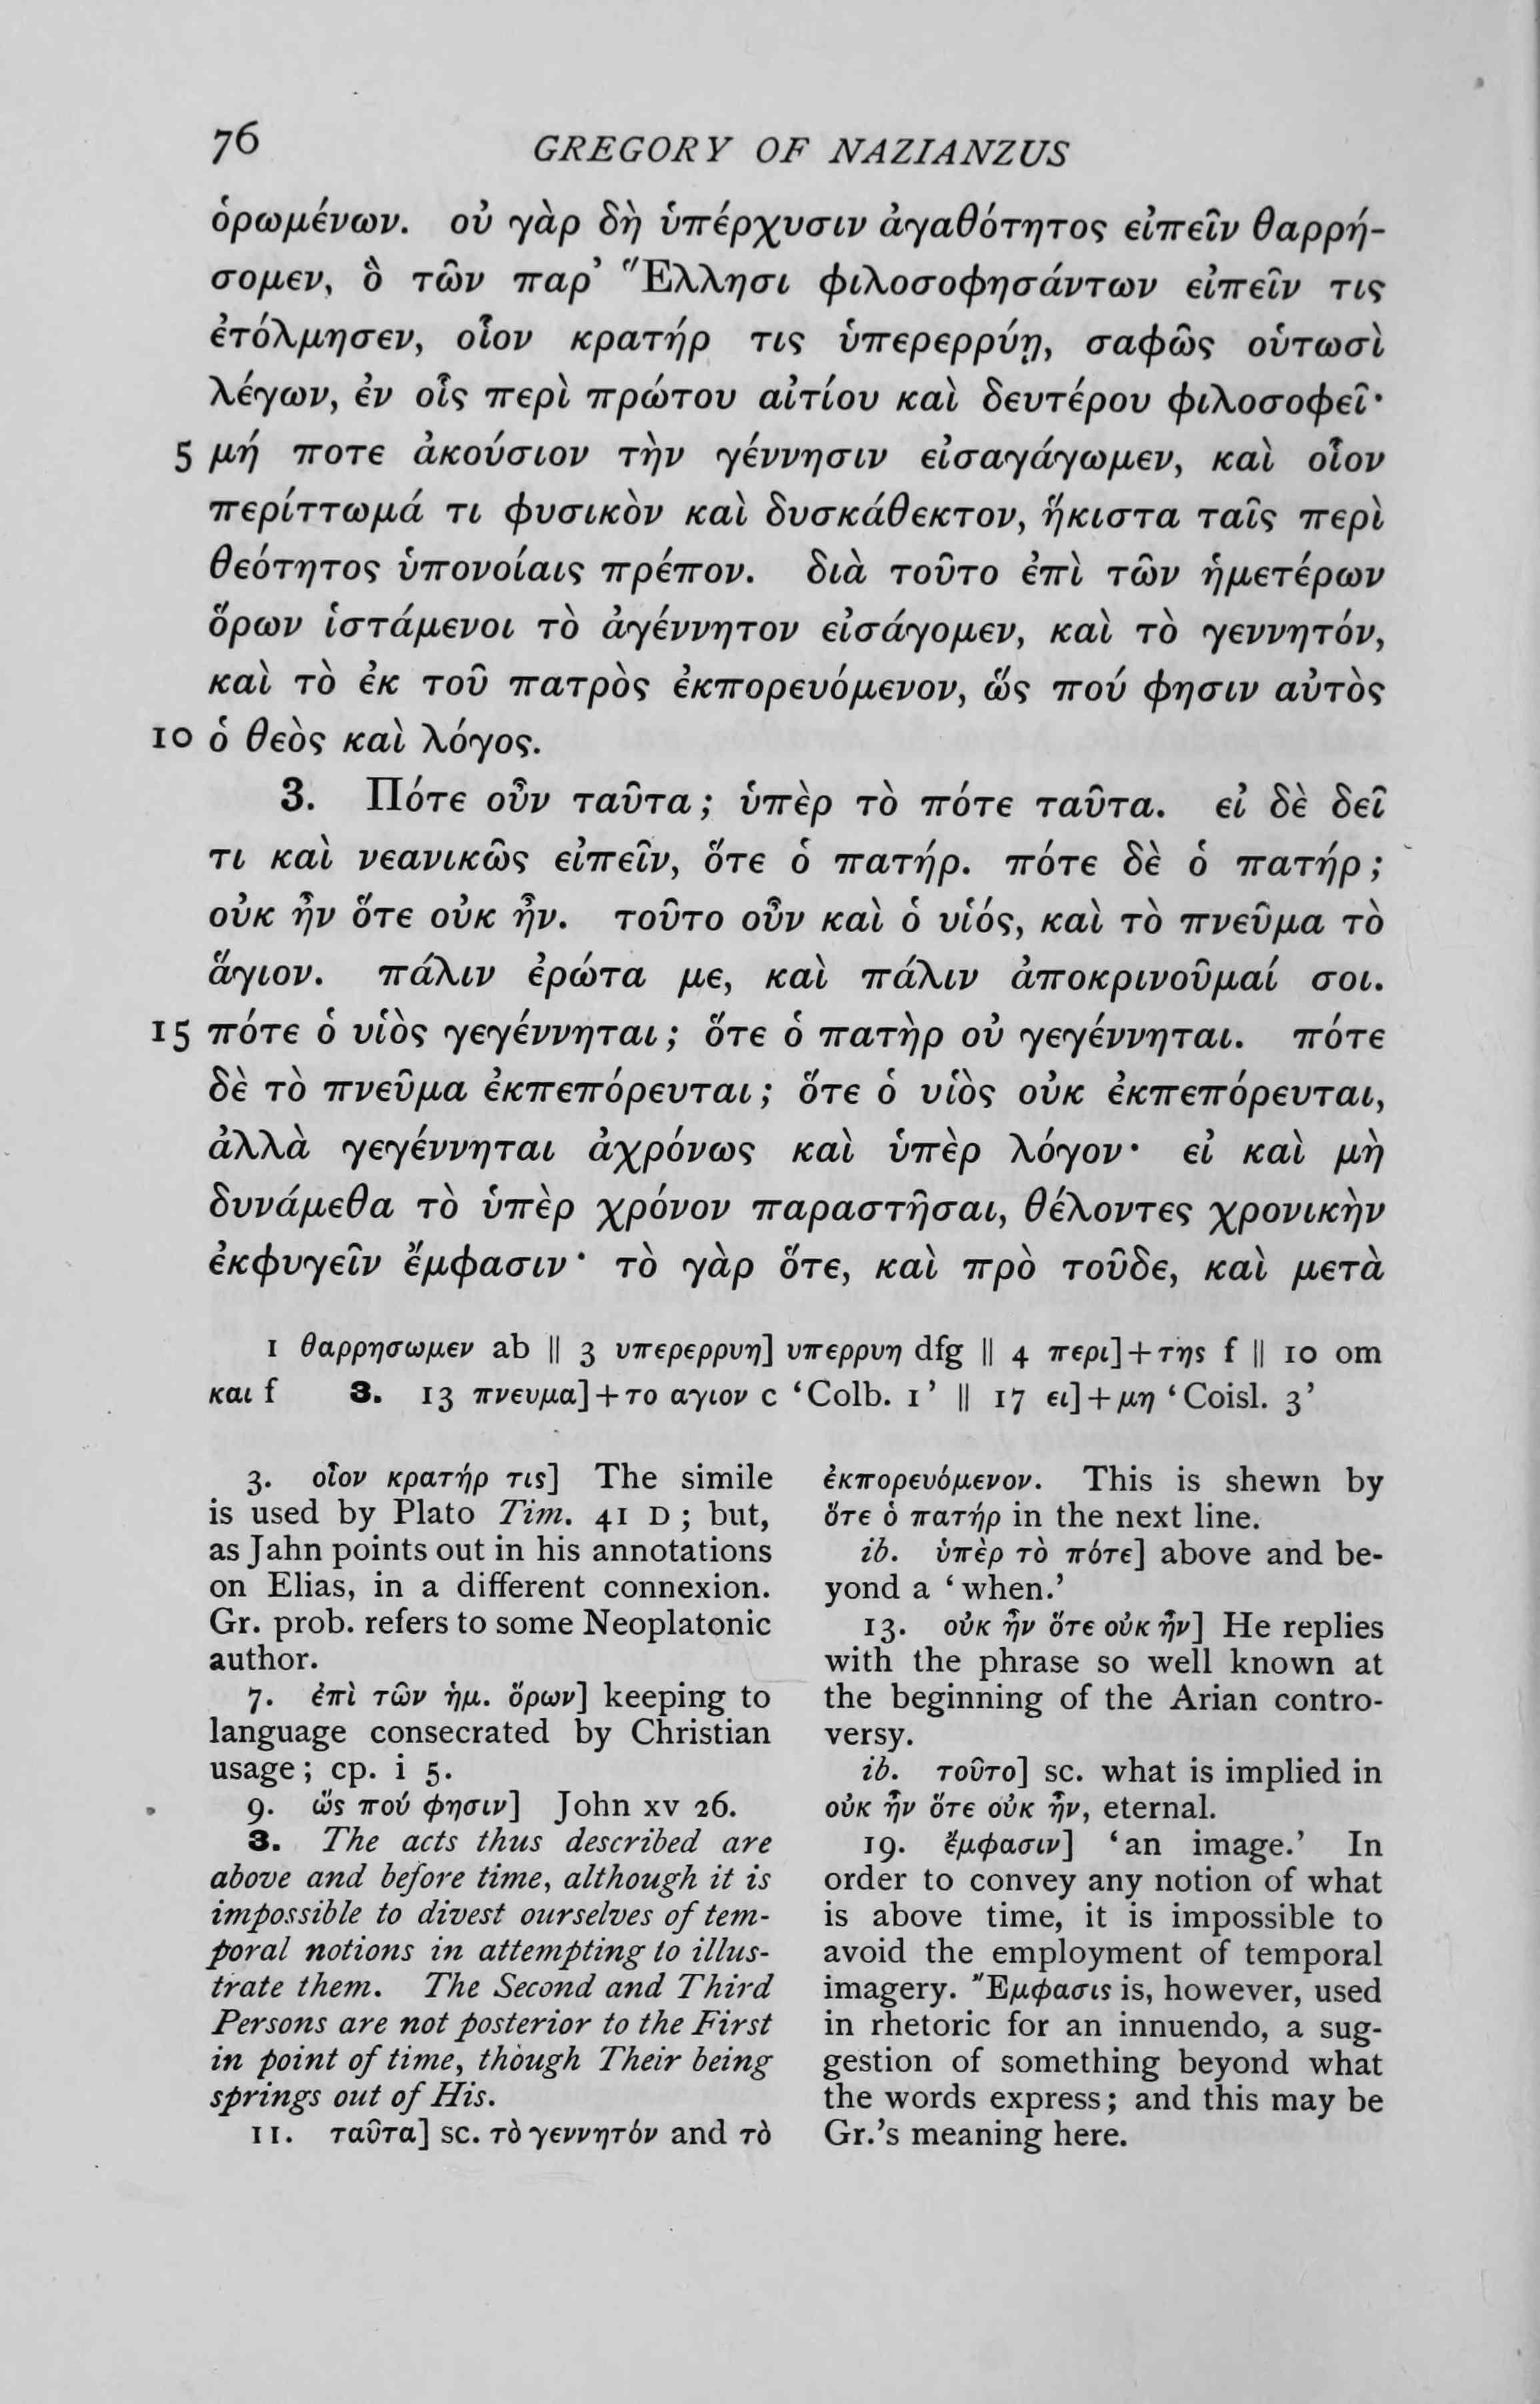 76 GREGORY OF NAZIANZUS
ὁρωμένων. οὐ γὰρ δὴ ὑπέρχυσιν ἀγαθότητος εἰπεῖν θαρρή-
σομεν, ὃ τῶν παρ’ Ἕλλησι φιλοσοφησάντων εἰπεῖν τις
ἐτόλμησεν, οἷον κρατήρ τις ὑπερερρύῃ, σαφῶς οὑτωσὶ
λέγων, ἐν οἷς περὶ πρώτου αἰτίου καὶ δευτέρου φιλοσοφεῖ·
5 μή ποτε ἀκούσιον τὴν γέννησιν εἰσαγάγωμεν, καὶ οἷον
περίττωμά τι φυσικὸν καὶ δυσκάθεκτον, ἥκιστα ταῖς περὶ
θεότητος ὑπονοίαις πρέπον. διὰ τοῦτο ἐπὶ τῶν ἡμετέρων
ὅρων ἱστάμενοι τὸ ἀγέννητον εἰσάγομεν, καὶ τὸ γεννητόν,
καὶ τὸ ἐκ τοῦ πατρὸς ἐκπορευόμενον, ὥς πού φησιν αὐτὸς
10 ὁ θεὸς καὶ λόγος.
3. Πότε οὖν ταῦτα; ὑπὲρ τὸ πότε ταῦτα. εἰ δὲ δεῖ
τι καὶ νεανικῶς εἰπεῖν, ὅτε ὁ πατήρ. πότε δὲ ὁ πατήρ;
οὐκ ἦν ὅτε οὐκ ἦν. τοῦτο οὖν καὶ ὁ υἱός, καὶ τὸ πνεῦμα τὸ
ἅγιον. πάλιν ἐρώτα με, καὶ πάλιν ἀποκρινοῦμαί σοι.
15 πότε ὁ υἱὸς γεγέννηται; ὅτε ὁ πατὴρ οὐ γεγέννηται. πότε
δὲ τὸ πνεῦμα ἐκπεπόρευται; ὅτε ὁ υἱὸς οὐκ ἐκπεπόρευται,
ἀλλὰ γεγέννηται ἀχρόνως καὶ ὑπὲρ λόγον· εἰ καὶ μὴ
δυνάμεθα τὸ ὑπὲρ χρόνον παραστῆσαι, θέλοντες χρονικὴν
ἐκφυγεῖν ἔμφασιν· τὸ γὰρ ὅτε, καὶ πρὸ τοῦδε, καὶ μετὰ
1 θαρρησωμεν ab || 3 υπερερρυη] υπερρυη dfg || 4 περι]+της f || 10 om
και f 3. 13 πνευμα]+το αγιον c ‘Colb. 1’ || 17 ει]+μη ‘Coisl. 3’
3. οἷον κρατήρ τις] The simile
is used by Plato Tim. 41 D; but,
as Jahn points out in his annotations
on Elias, in a different connexion.
Gr. prob. refers to some Neoplatonic
author.
7. ἐπὶ τῶν ἡμ. ὅρων] keeping to
language consecrated by Christian
usage; cp. i 5.
9. ὥς πού φησιν] John xv 26.
3. The acts thus described are
above and before time, although it is
impossible to divest ourselves of tem-
poral notions in attempting to illus-
trate them. The Second and Third
Persons are not posterior to the First
in point of time, though Their being
springs out of His.
11. ταῦτα] sc. τὸ γεννητόν and τὸ
ἐκπορευόμενον. This is shewn by
ὅτε ὁ πατήρ in the next line.
ib. ὑπὲρ τὸ πότε] above and be-
yond a ‘when.’
13. οὐκ ἦν ὅτε οὐκ ἦν] He replies
with the phrase so well known at
the beginning of the Arian contro-
versy.
ib. τοῦτο] sc. what is implied in
οὐκ ἦν ὅτε οὐκ ἦν, eternal.
19. ἔμφασιν] ‘an image.’ In
order to convey any notion of what
is above time, it is impossible to
avoid the employment of temporal
imagery. Ἔμφασις is, however, used
in rhetoric for an innuendo, a sug-
gestion of something beyond what
the words express; and this may be
Gr.’s meaning here.